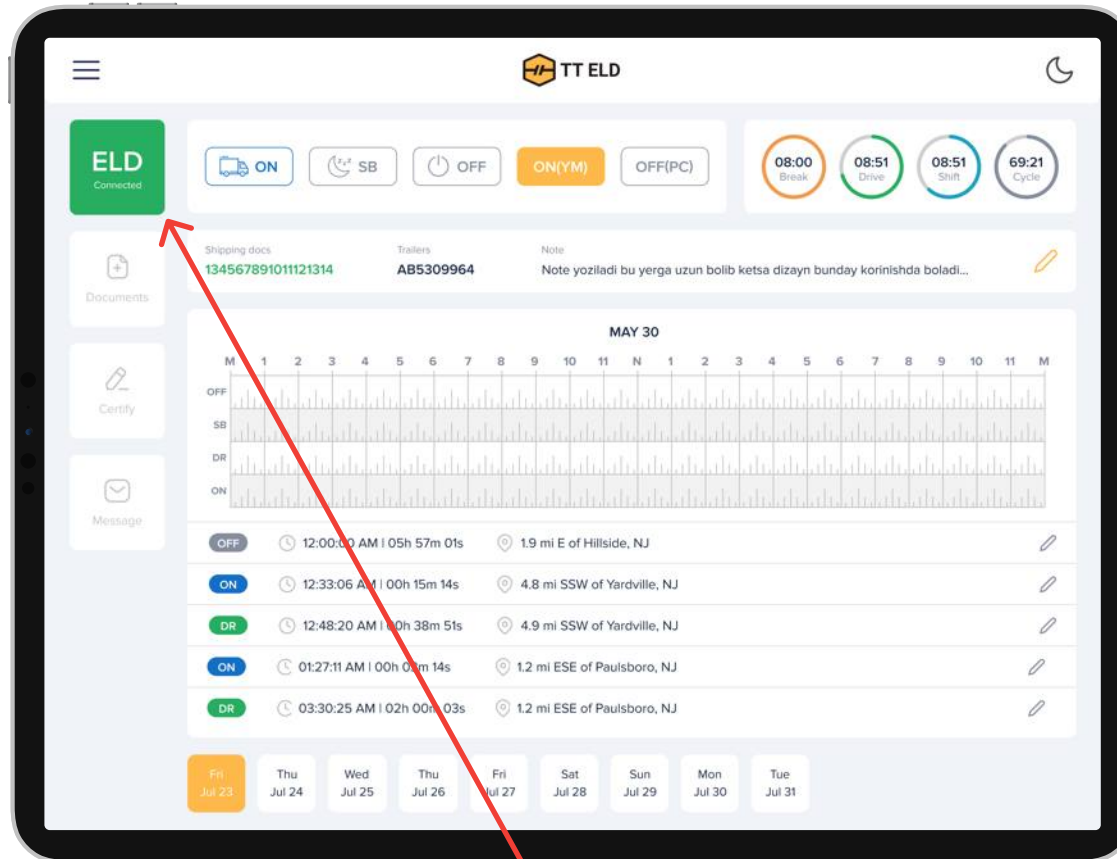 TT ELD
ELD
Connected
ON
SB
OFF
ON(YM)
OFF(PC)
08:00
Break
08:51
Drive
08:51
Shift
69:21
Cycle
Documents
Certify
Message
Shipping docs
Trailers
Note
134567891011121314
AB5309964
Note yoziladi bu yerga uzun bolib ketsa dizayn bunday korinishda boladi...
MAY 30
M 1 2 3 4 5 6 7 8 9 10 11 N 1 2 3 4 5 6 7 8 9 10 11 M
OFF
SB
DR
ON
OFF 12:00:00 AM | 05h 57m 01s 1.9 mi E of Hillside, NJ
ON 12:33:06 AM | 00h 15m 14s 4.8 mi SSW of Yardville, NJ
DR 12:48:20 AM | 00h 38m 51s 4.9 mi SSW of Yardville, NJ
ON 01:27:11 AM | 00h 14s 1.2 mi ESE of Paulsboro, NJ
DR 03:30:25 AM | 02h 00m 03s 1.2 mi ESE of Paulsboro, NJ
Fri
Jul 23
Thu
Jul 24
Wed
Jul 25
Thu
Jul 26
Fri
Jul 27
Sat
Jul 28
Sun
Jul 29
Mon
Jul 30
Tue
Jul 31